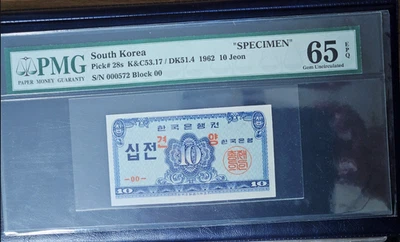 PMG
PAPER MONEY GUARANTY
South Korea
"SPECIMEN"
Pick# 28s K&C53.17 / DK51.4 1962 10 Jeon
S/N 000572 Block 00
65 EPQ
Gem Uncirculated
한국은행권
십전
견 양
10
한국은행
-00-
10
10